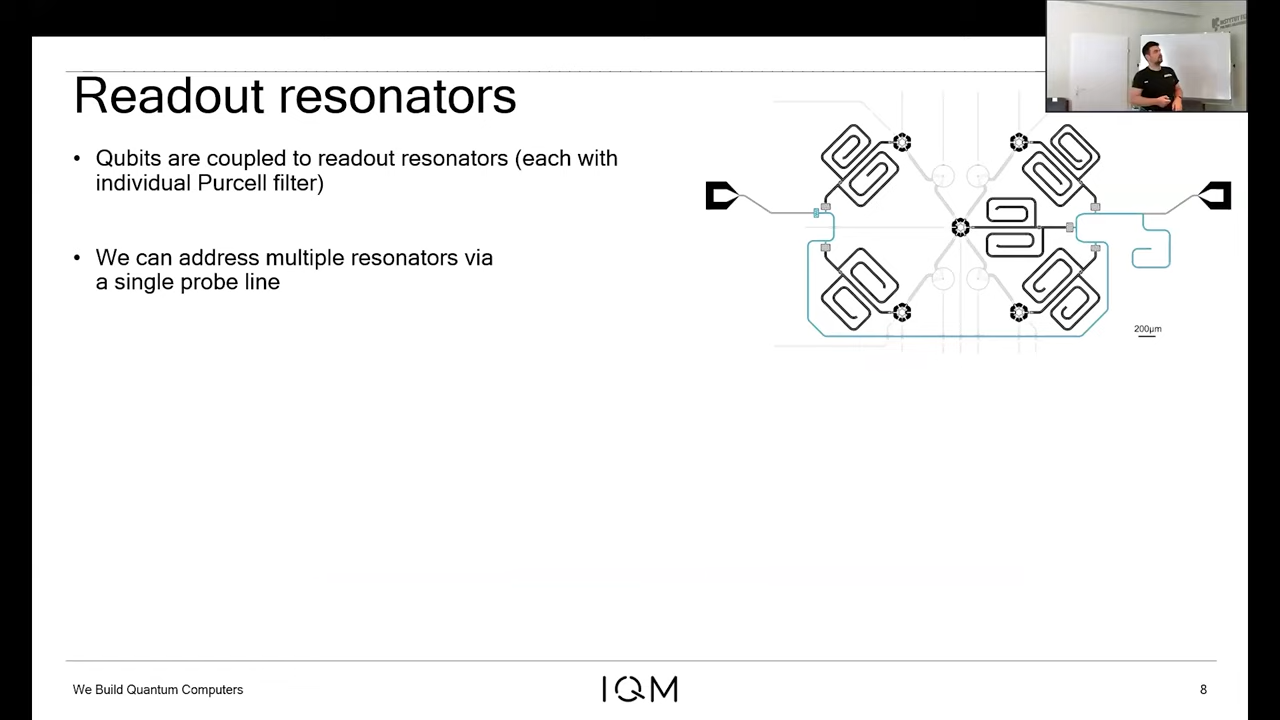 Readout resonators
• Qubits are coupled to readout resonators (each with
individual Purcell filter)
• We can address multiple resonators via
a single probe line
200µm
We Build Quantum Computers
IQM
8